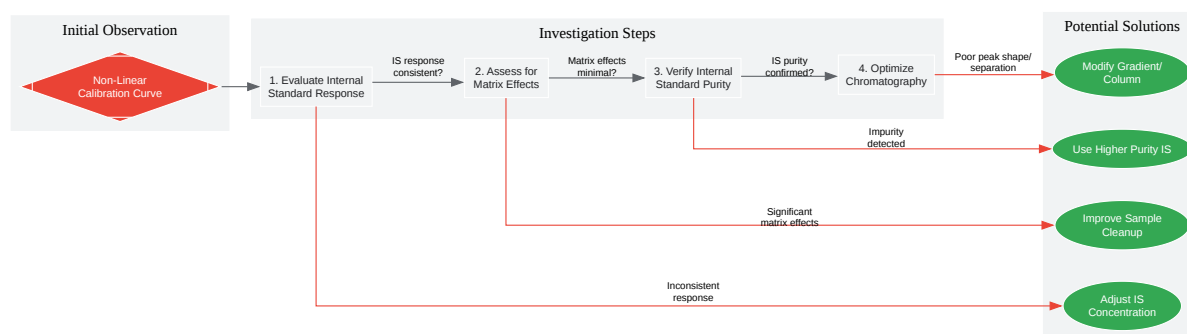 Initial Observation
Non-Linear
Calibration Curve
Investigation Steps
1. Evaluate Internal
Standard Response
IS response
consistent?
2. Assess for
Matrix Effects
Matrix effects
minimal?
3. Verify Internal
Standard Purity
IS purity
confirmed?
4. Optimize
Chromatography
Poor peak shape/
separation
Potential Solutions
Modify Gradient/
Column
Impurity
detected
Use Higher Purity IS
Significant
matrix effects
Improve Sample
Cleanup
Inconsistent
response
Adjust IS
Concentration